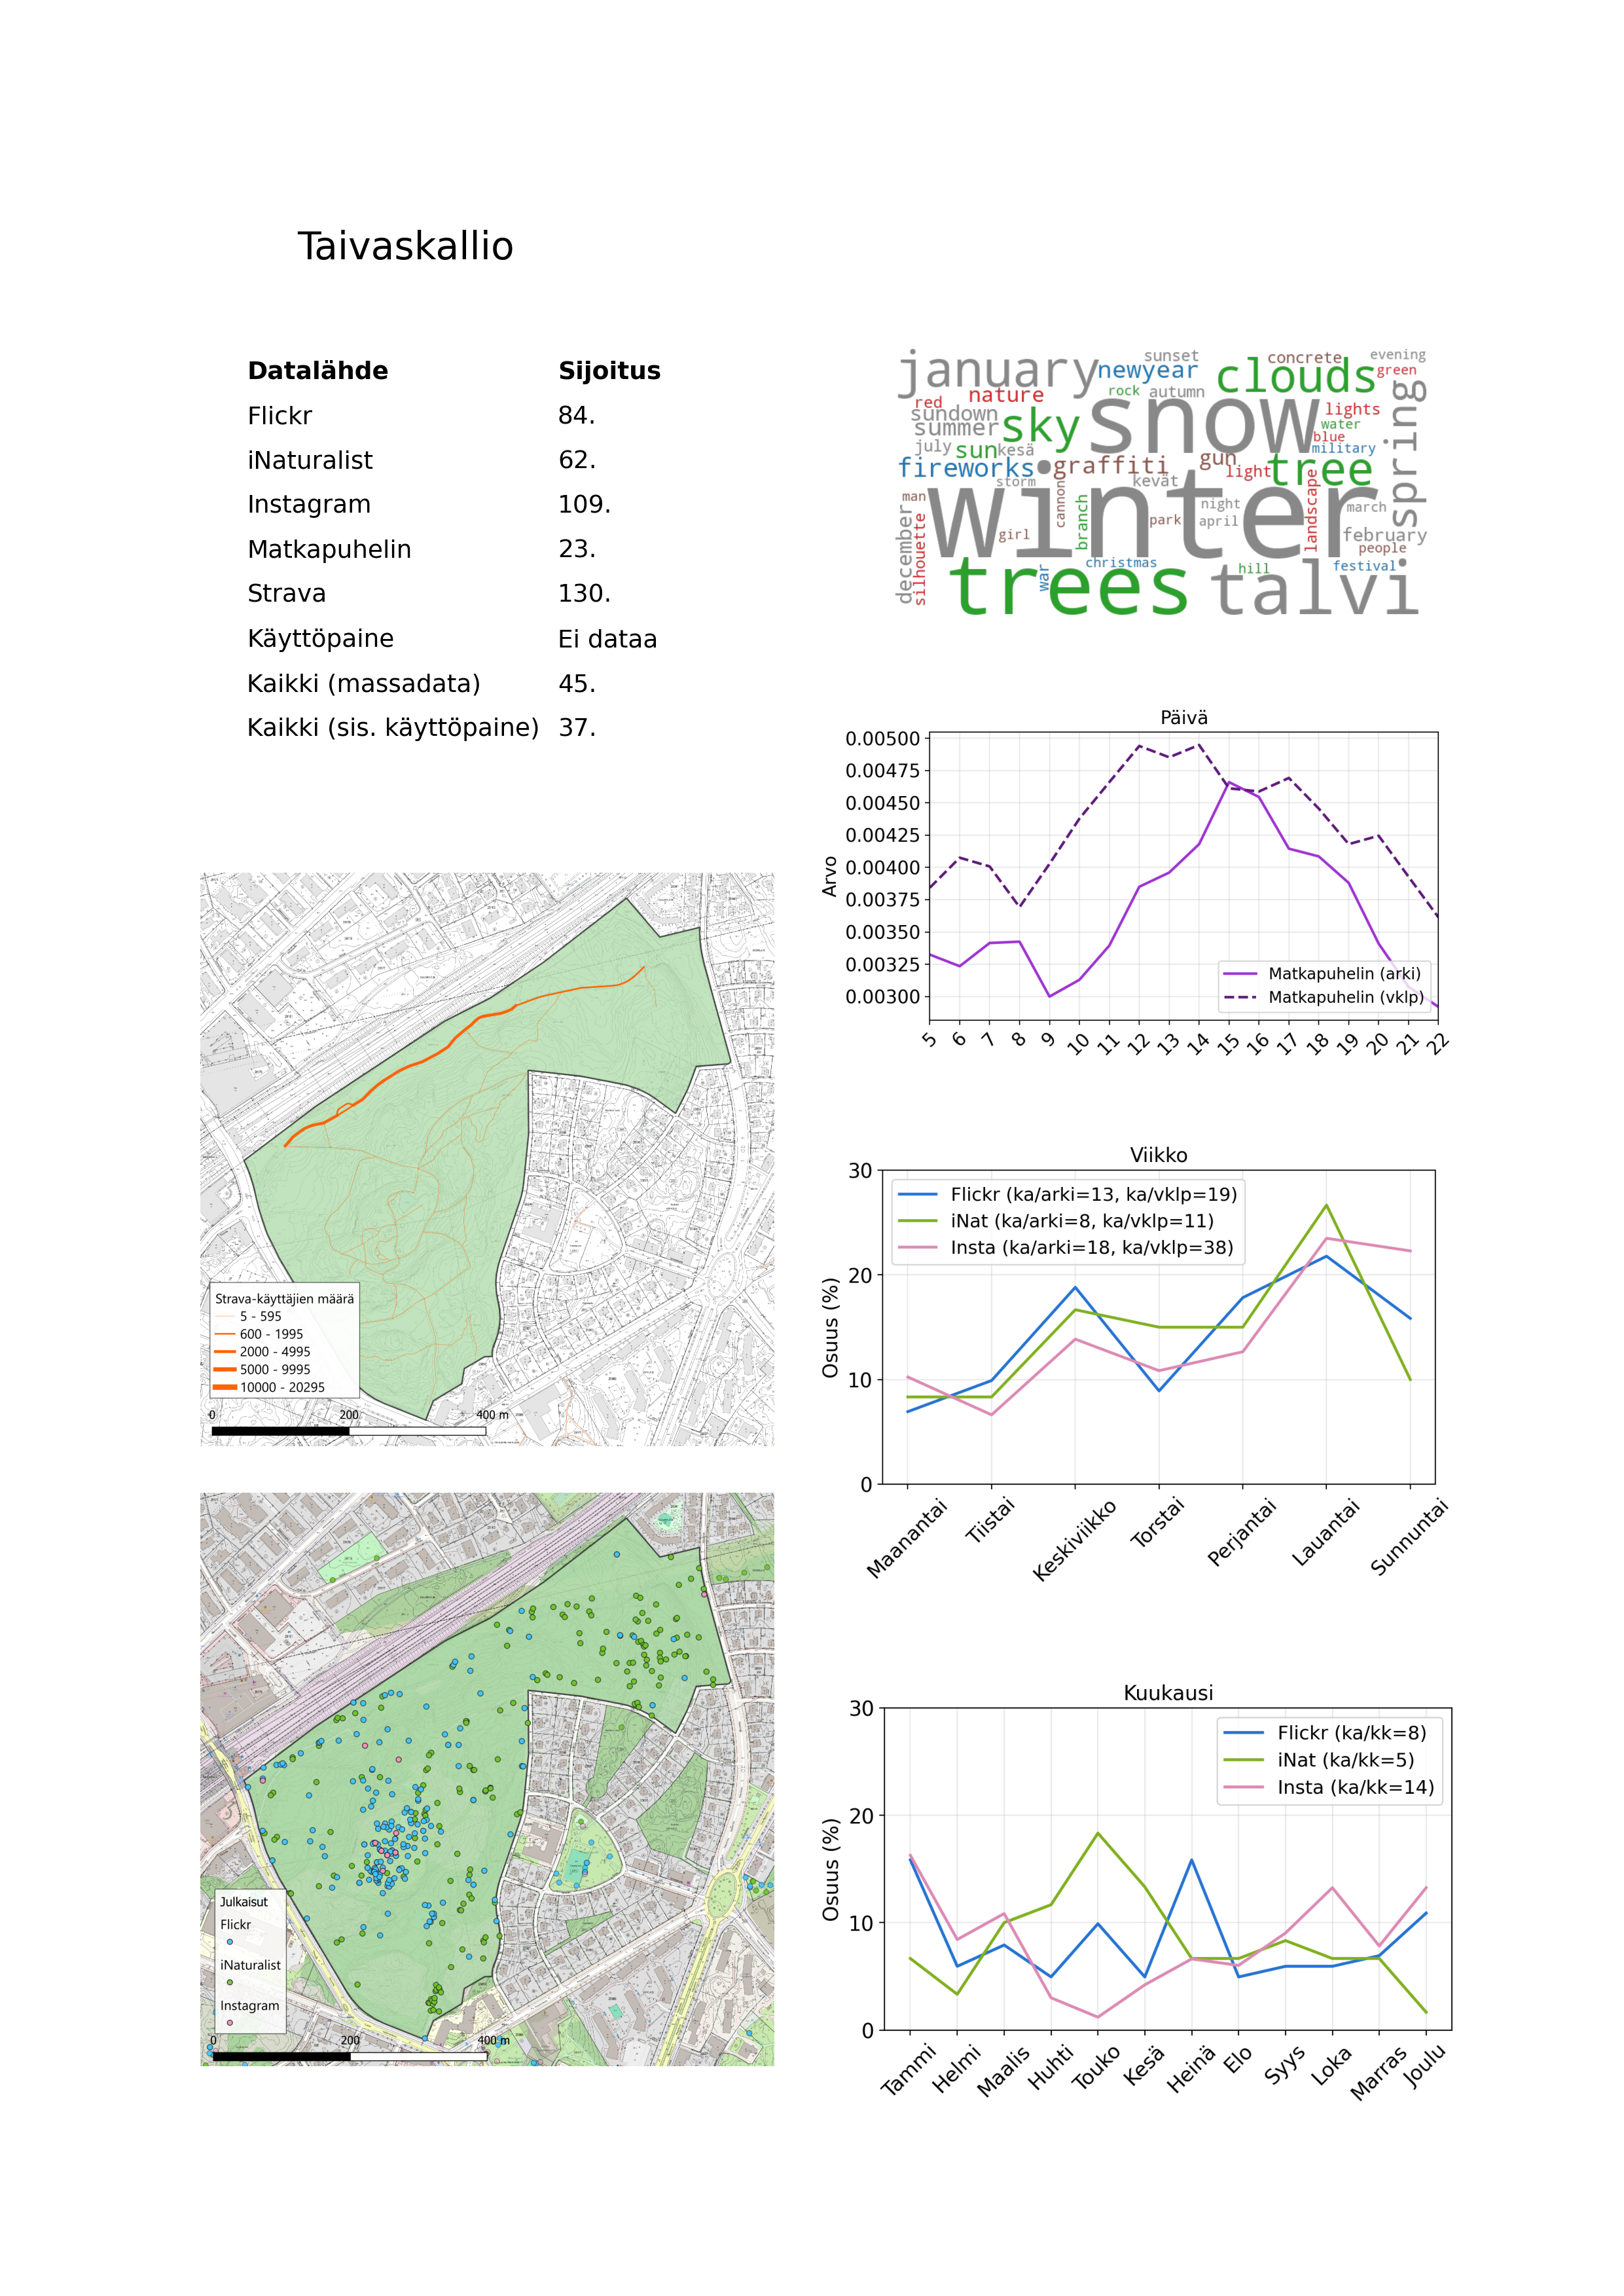 Taivaskallio
Datalähde Sijoitus
Flickr 84.
iNaturalist 62.
Instagram 109.
Matkapuhelin 23.
Strava 130.
Käyttöpaine Ei dataa
Kaikki (massadata) 45.
Kaikki (sis. käyttöpaine) 37.
january
newyear
sunset
concrete
evening
clouds
green
nature
rock
autumn
red
sundown
summer
sky
snow
lights
water
blue
military
spring
july
sun
kesä
fireworks
graffiti
gun
light
tree
storm
kevät
winter
man
cannon
branch
park
night
april
landscape
march
february
people
girl
december
silhouette
christmas
war
hill
festival
trees
talvi
Päivä
Arvo
0.00500
0.00475
0.00450
0.00425
0.00400
0.00375
0.00350
0.00325
0.00300
Matkapuhelin (arki)
Matkapuhelin (vklp)
5 6 7 8 9 10 11 12 13 14 15 16 17 18 19 20 21 22
Strava-käyttäjien määrä
5 - 595
600 - 1995
2000 - 4995
5000 - 9995
10000 - 20295
0 200 400 m
Viikko
Osuus (%)
30
20
10
0
Flickr (ka/arki=13, ka/vklp=19)
iNat (ka/arki=8, ka/vklp=11)
Insta (ka/arki=18, ka/vklp=38)
Maanantai Tiistai Keskiviikko Torstai Perjantai Lauantai Sunnuntai
Julkaisut
Flickr
iNaturalist
Instagram
0 200 400 m
Kuukausi
Osuus (%)
30
20
10
0
Flickr (ka/kk=8)
iNat (ka/kk=5)
Insta (ka/kk=14)
Tammi Helmi Maalis Huhti Touko Kesä Heinä Elo Syys Loka Marras Joulu